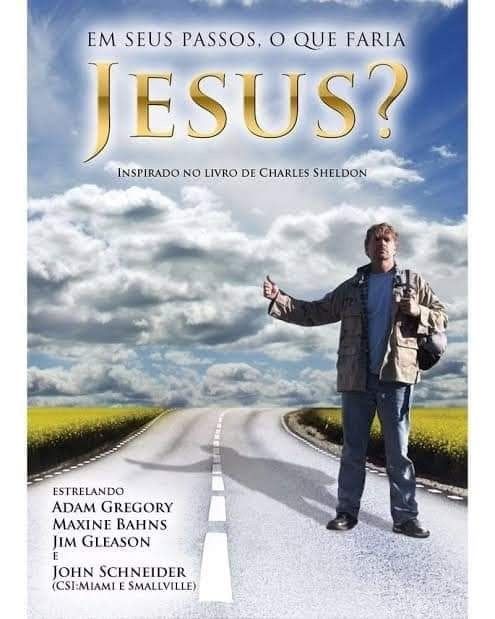 EM SEUS PASSOS, O QUE FARIA
JESUS?
INSPIRADO NO LIVRO DE CHARLES SHELDON
ESTRELANDO
ADAM GREGORY
MAXINE BAHNS
JIM GLEASON
E
JOHN SCHNEIDER
(CSI:MIAMI E SMALLVILLE)